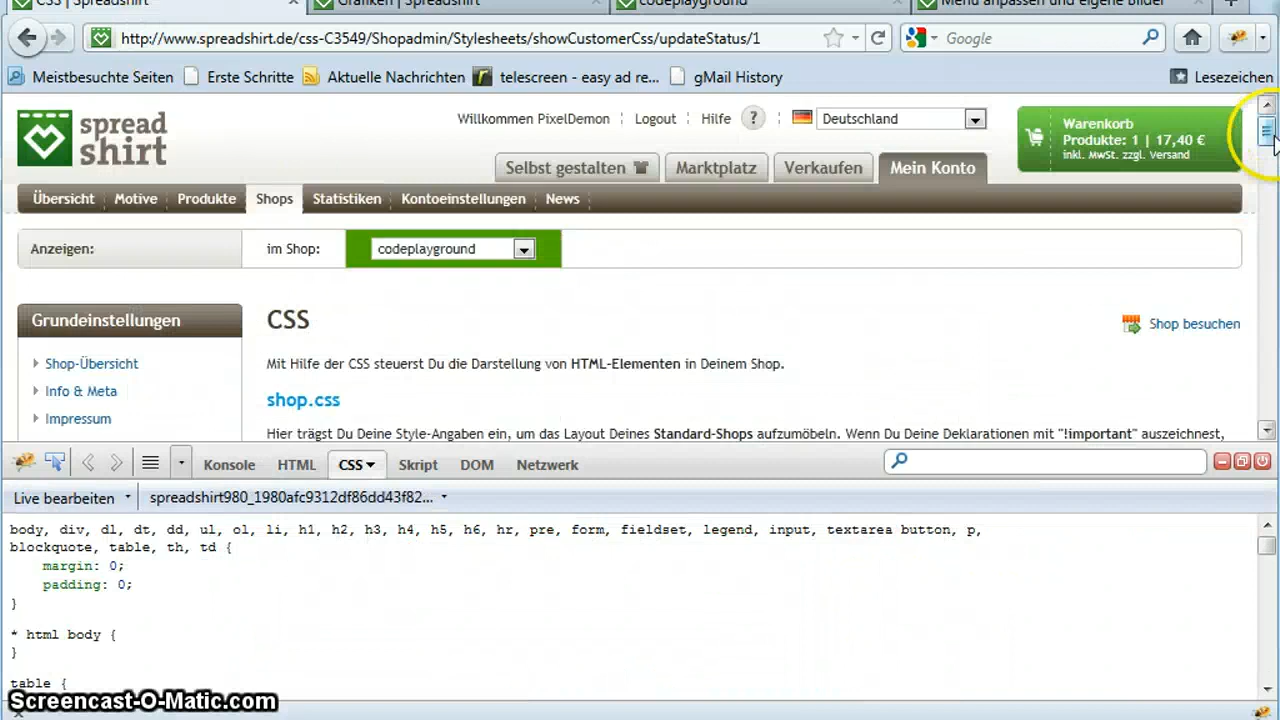 CSS | Spreadshirt
Grafiken | Spreadshirt
codeplayground
Menü anpassen und eigene Bilder
http://www.spreadshirt.de/css-C3549/Shopadmin/Stylesheets/showCustomerCss/updateStatus/1
Google
Meistbesuchte Seiten
Erste Schritte
Aktuelle Nachrichten
telescreen - easy ad re...
gMail History
Lesezeichen
spread
shirt
Willkommen PixelDemon
Logout
Hilfe
?
Deutschland
Warenkorb
Produkte: 1 | 17,40 €
inkl. MwSt. zzgl. Versand
Selbst gestalten
Marktplatz
Verkaufen
Mein Konto
Übersicht
Motive
Produkte
Shops
Statistiken
Kontoeinstellungen
News
Anzeigen:
im Shop:
codeplayground
Grundeinstellungen
Shop-Übersicht
Info & Meta
Impressum
CSS
Shop besuchen
Mit Hilfe der CSS steuerst Du die Darstellung von HTML-Elementen in Deinem Shop.
shop.css
Hier trägst Du Deine Style-Angaben ein, um das Layout Deines Standard-Shops aufzumöbeln. Wenn Du Deine Deklarationen mit "!important" auszeichnest,
Konsole
HTML
CSS
Skript
DOM
Netzwerk
Live bearbeiten
spreadshirt980_1980afc9312df86dd43f82...
body, div, dl, dt, dd, ul, ol, li, h1, h2, h3, h4, h5, h6, hr, pre, form, fieldset, legend, input, textarea button, p,
blockquote, table, th, td {
margin: 0;
padding: 0;
}
* html body {
}
table {
Screencast-O-Matic.com